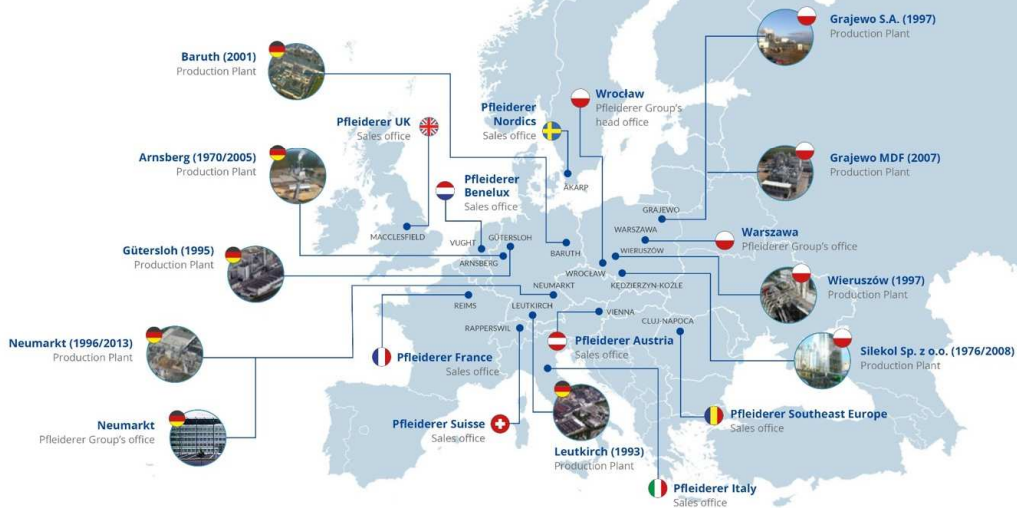 Grajewo S.A. (1997)
Production Plant
Baruth (2001)
Production Plant
Wrocław
Pfleiderer Group's
head office
Pfleiderer
Nordics
Sales office
Pfleiderer UK
Sales office
Arnsberg (1970/2005)
Production Plant
Grajewo MDF (2007)
Production Plant
Pfleiderer
Benelux
Sales office
ÅKARP
GRAJEWO
MACCLESFIELD
VUGHT
GÜTERSLOH
WARSZAWA
Warszawa
Pfleiderer Group's office
Gütersloh (1995)
Production Plant
ARNSBERG
BARUTH
WIERUSZÓW
WROCŁAW
KĘDZIERZYN-KOŹLE
Wieruszów (1997)
Production Plant
NEUMARKT
REIMS
LEUTKIRCH
VIENNA
CLUJ-NAPOCA
RAPPERSWIL
Neumarkt (1996/2013)
Production Plant
Pfleiderer France
Sales office
Pfleiderer Austria
Sales office
Silekol Sp. z o.o. (1976/2008)
Production Plant
Neumarkt
Pfleiderer Group's office
Pfleiderer Suisse
Sales office
Pfleiderer Southeast Europe
Sales office
Leutkirch (1993)
Production Plant
Pfleiderer Italy
Sales office